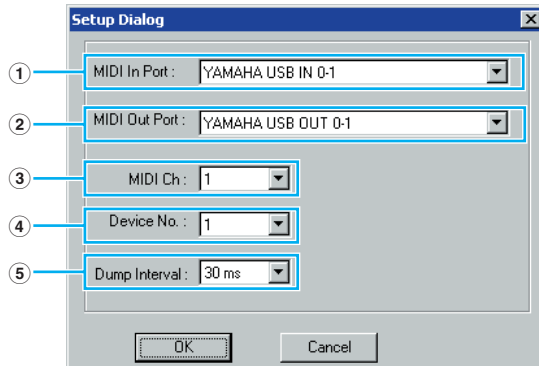 Setup Dialog
1 MIDI In Port : YAMAHA USB IN 0-1
2 MIDI Out Port : YAMAHA USB OUT 0-1
3 MIDI Ch : 1
4 Device No. : 1
5 Dump Interval : 30 ms
OK Cancel